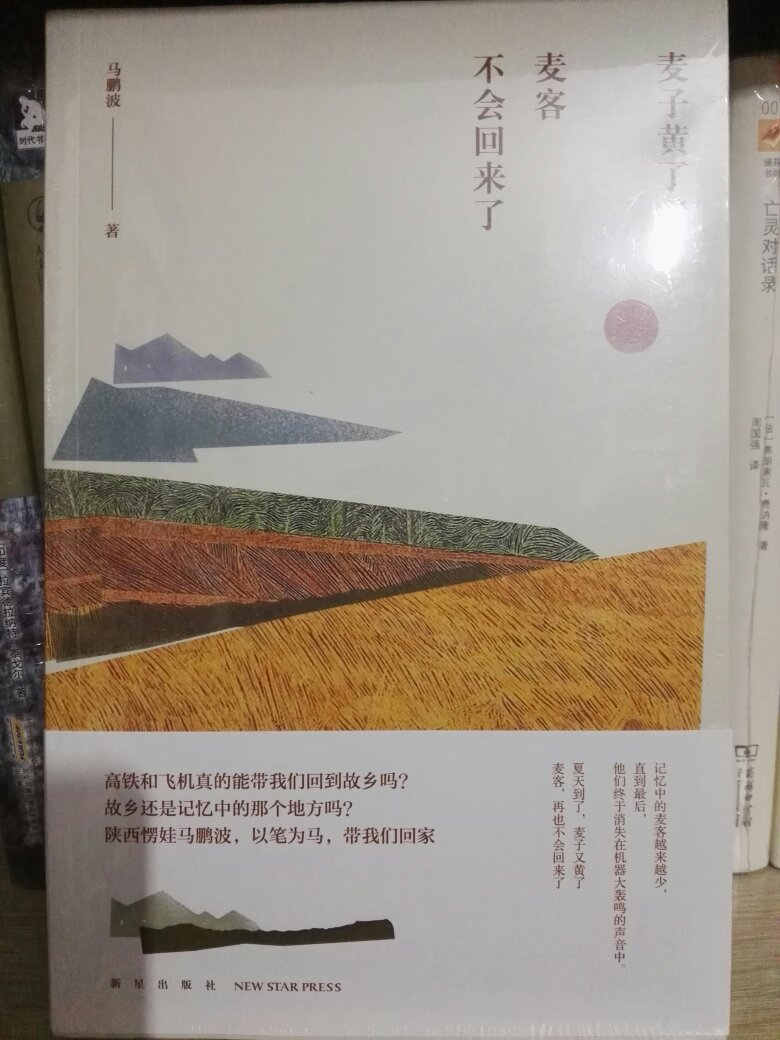 麦子黄了
麦客
不会回来了
马鹏波 著
高铁和飞机真的能带我们回到故乡吗？
故乡还是记忆中的那个地方吗？
陕西愣娃马鹏波，以笔为马，带我们回家
记忆中的麦客越来越少，
直到最后，
他们终于消失在机器大轰鸣的声音中。
夏天到了，麦子又黄了
麦客，再也不会回来了
新星出版社 NEW STAR PRESS
时代书
亡灵对话录
周国强 译
The Commercial Press